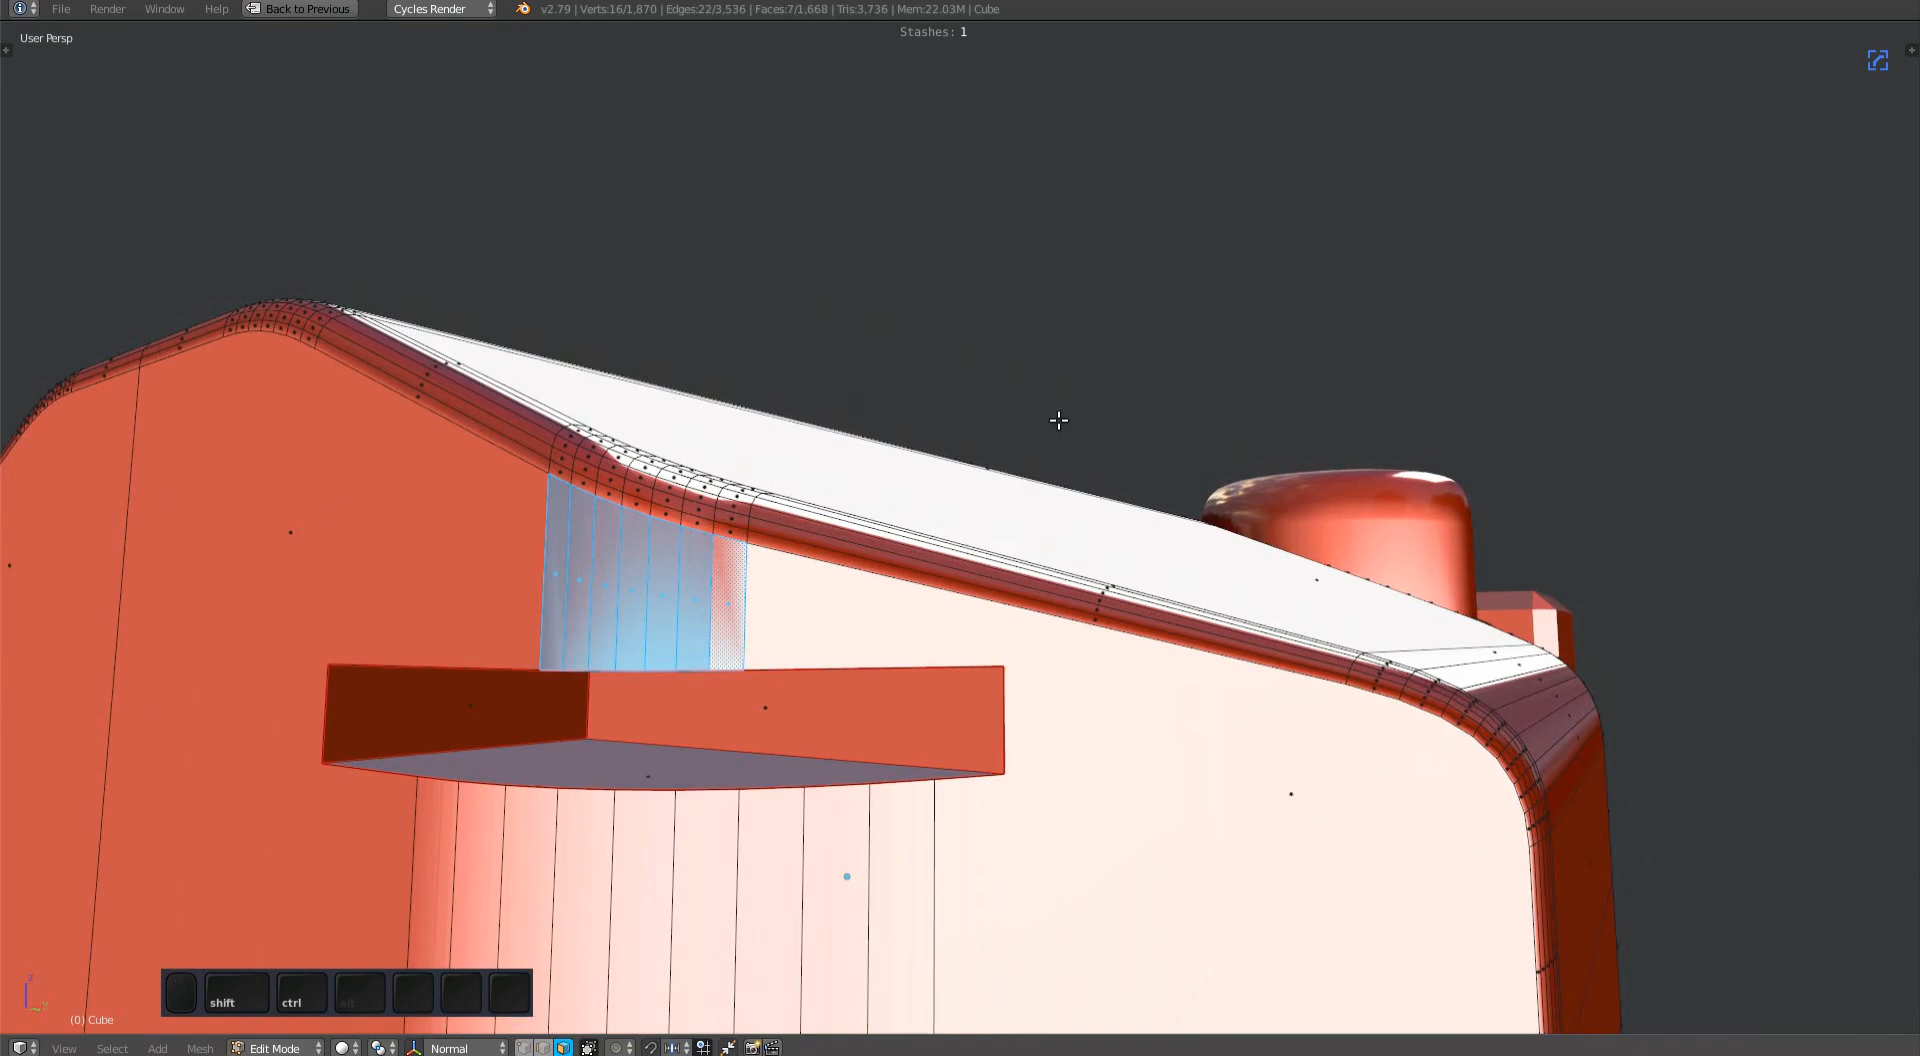 File Render Window Help Back to Previous Cycles Render v2.79 | Verts:16/1,870 | Edges:22/3,536 | Faces:7/1,668 | Tris:3,736 | Mem:22.03M | Cube
Stashes: 1
User Persp
shift ctrl alt
z
y
(0) Cube
View Select Add Mesh Edit Mode Normal